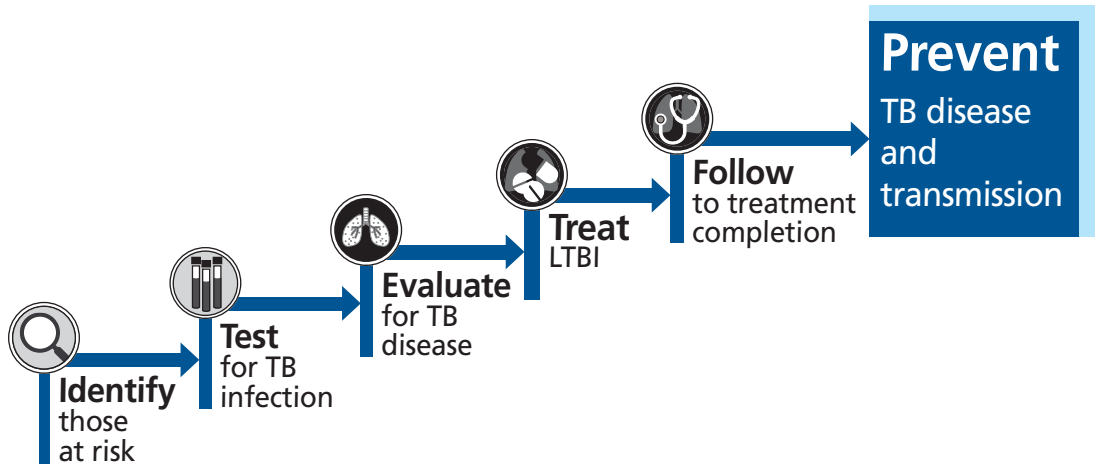 Identify
those
at risk
Test
for TB
infection
Evaluate
for TB
disease
Treat
LTBI
Follow
to treatment
completion
Prevent
TB disease
and
transmission